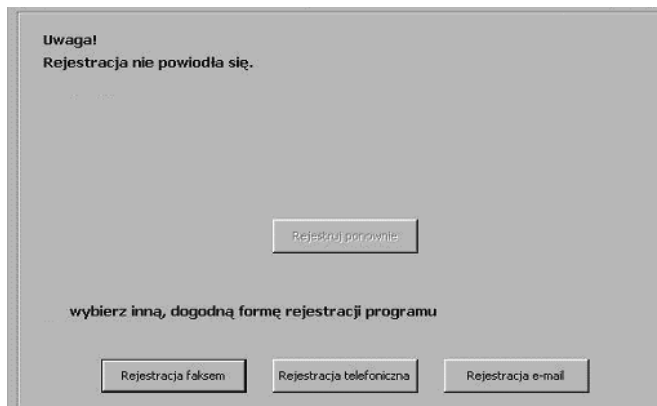 Uwaga!
Rejestracja nie powiodła się.
Rejestruj ponownie
wybierz inną, dogodną formę rejestracji programu
Rejestracja faksem
Rejestracja telefoniczna
Rejestracja e-mail